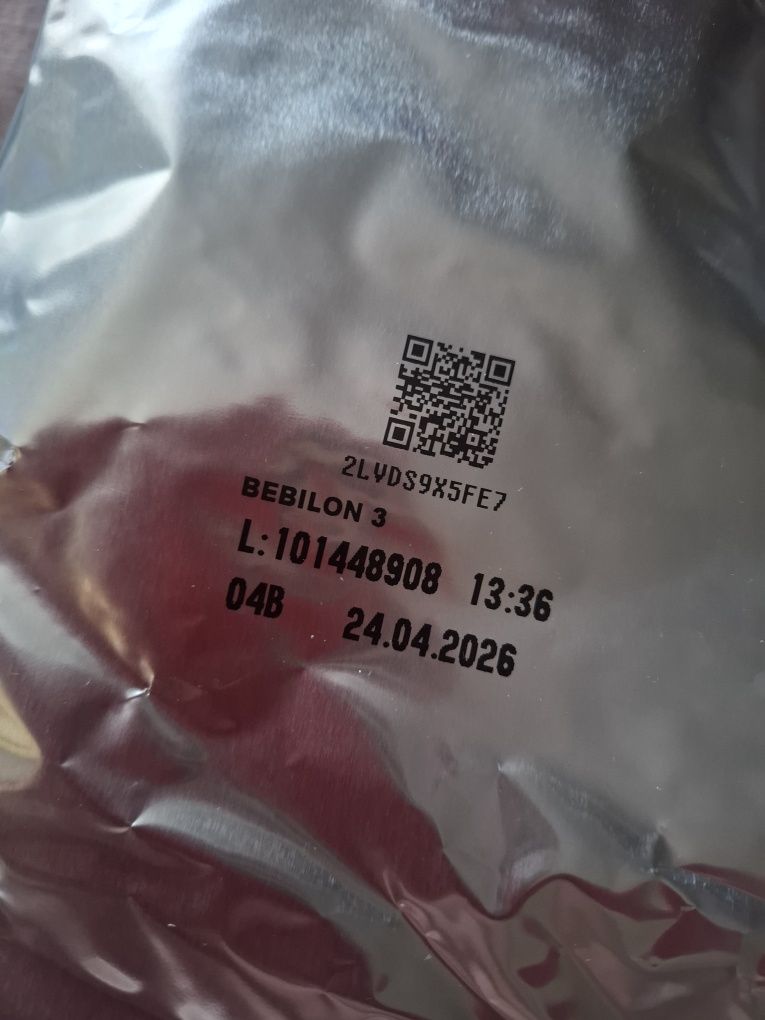 2LVDS9X5FE7
BEBILON 3
L:101448908 13:36
04B 24.04.2026